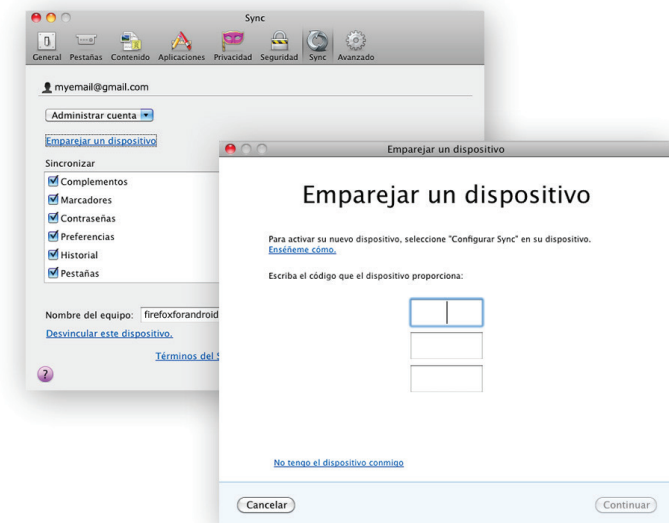 Sync
General Pestañas Contenido Aplicaciones Privacidad Seguridad Sync Avanzado
myemail@gmail.com
Administrar cuenta
Emparejar un dispositivo
Sincronizar
Complementos
Marcadores
Contraseñas
Preferencias
Historial
Pestañas
Nombre del equipo: firefoxforandroid
Desvincular este dispositivo.
Términos del
?
Emparejar un dispositivo
Emparejar un dispositivo
Para activar su nuevo dispositivo, seleccione "Configurar Sync" en su dispositivo.
Enséñeme cómo.
Escriba el código que el dispositivo proporciona:
No tengo el dispositivo conmigo
Cancelar Continuar